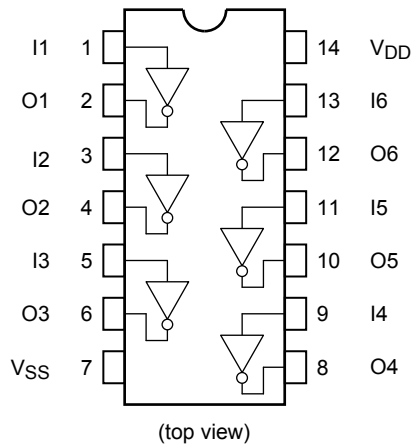 I1 1 14 VDD
O1 2 13 I6
I2 3 12 O6
O2 4 11 I5
I3 5 10 O5
O3 6 9 I4
VSS 7 8 O4
(top view)